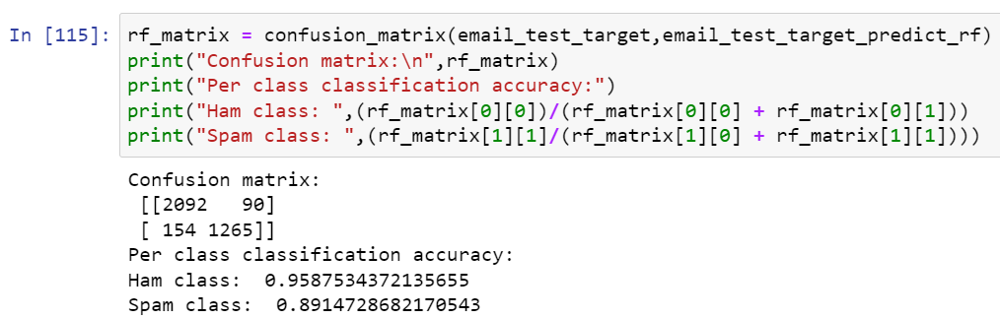 In [115]: rf_matrix = confusion_matrix(email_test_target,email_test_target_predict_rf)
print("Confusion matrix:\n",rf_matrix)
print("Per class classification accuracy:")
print("Ham class: ",(rf_matrix[0][0])/(rf_matrix[0][0] + rf_matrix[0][1]))
print("Spam class: ",(rf_matrix[1][1]/(rf_matrix[1][0] + rf_matrix[1][1])))
Confusion matrix:
[[2092 90]
[ 154 1265]]
Per class classification accuracy:
Ham class: 0.9587534372135655
Spam class: 0.8914728682170543